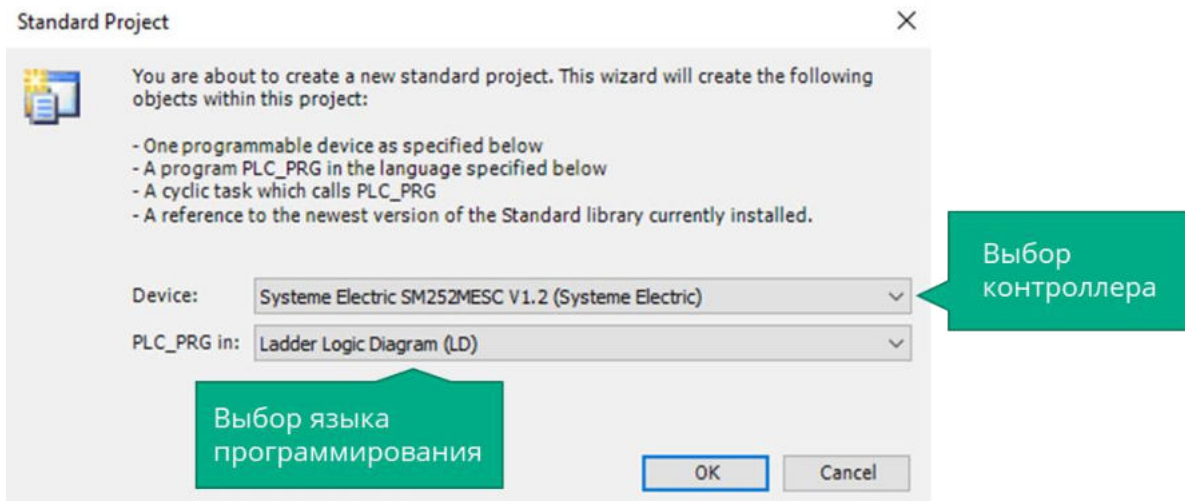 Standard Project
You are about to create a new standard project. This wizard will create the following
objects within this project:
- One programmable device as specified below
- A program PLC_PRG in the language specified below
- A cyclic task which calls PLC_PRG
- A reference to the newest version of the Standard library currently installed.
Выбор
контроллера
Device: Systeme Electric SM252MESC V1.2 (Systeme Electric)
PLC_PRG in: Ladder Logic Diagram (LD)
Выбор языка
программирования
OK Cancel